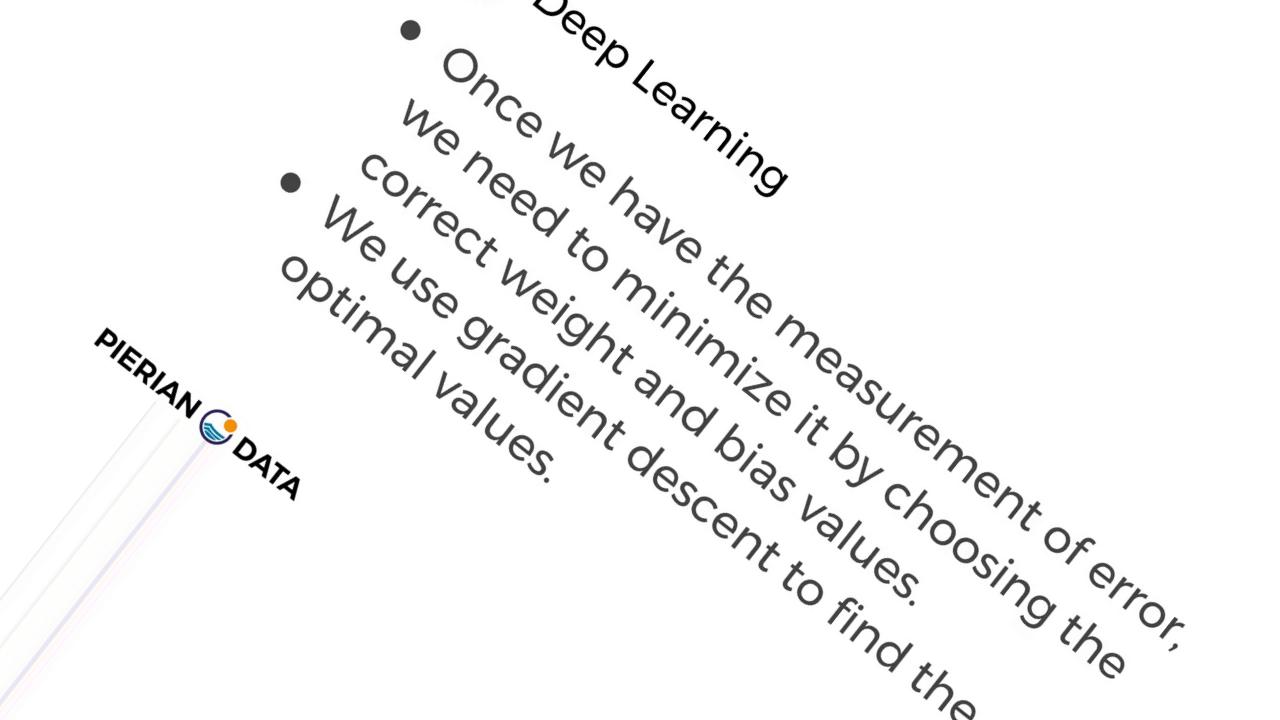 Deep Learning
Once we have the measurement of error,
we need to minimize it by choosing the
correct weight and bias values.
We use gradient descent to find the
optimal values.
PIERIAN DATA